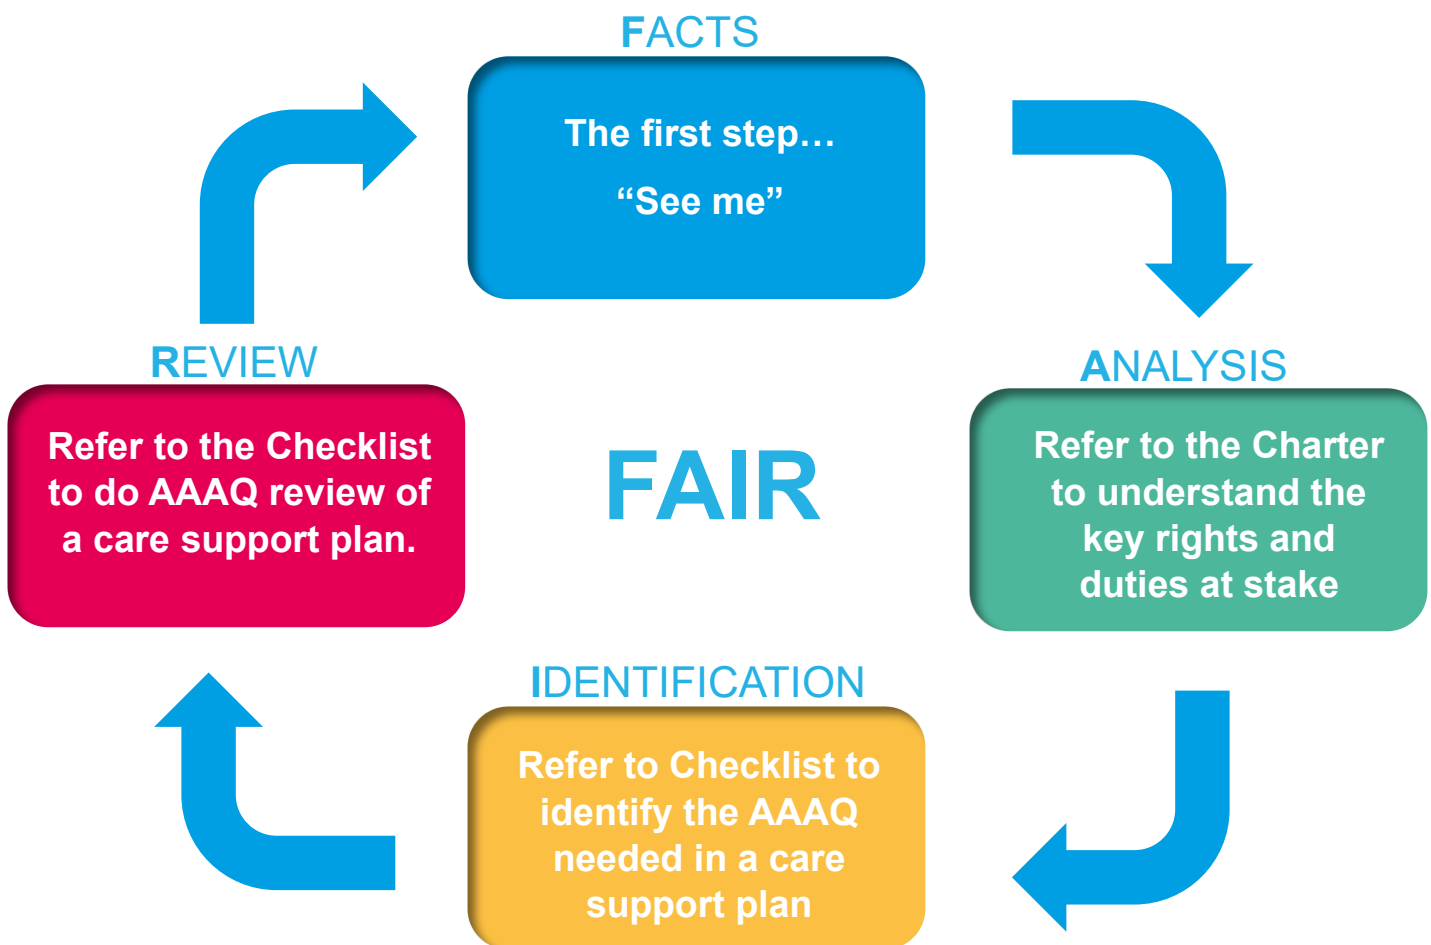 FACTS
The first step…
“See me”
REVIEW
Refer to the Checklist
to do AAAQ review of
a care support plan.
FAIR
ANALYSIS
Refer to the Charter
to understand the
key rights and
duties at stake
IDENTIFICATION
Refer to Checklist to
identify the AAAQ
needed in a care
support plan